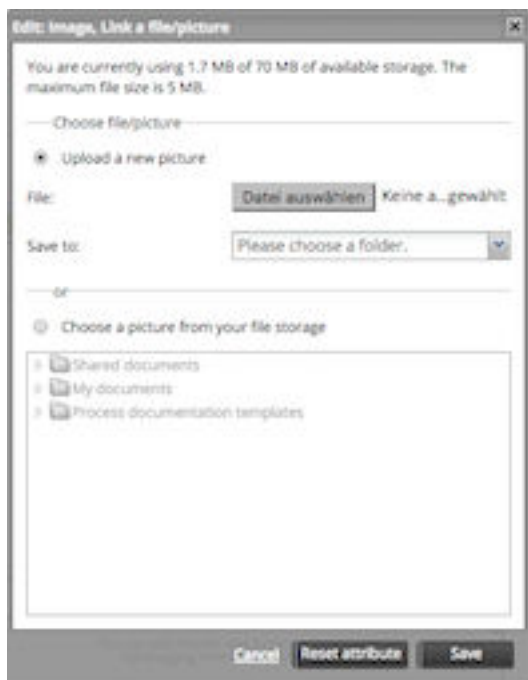 Edit: Image, Link a file/picture
You are currently using 1.7 MB of 70 MB of available storage. The
maximum file size is 5 MB.
Choose file/picture
Upload a new picture
File: Datei auswählen Keine a...gewählt
Save to: Please choose a folder.
or
Choose a picture from your file storage
Shared documents
My documents
Process documentation templates
Cancel Reset attribute Save